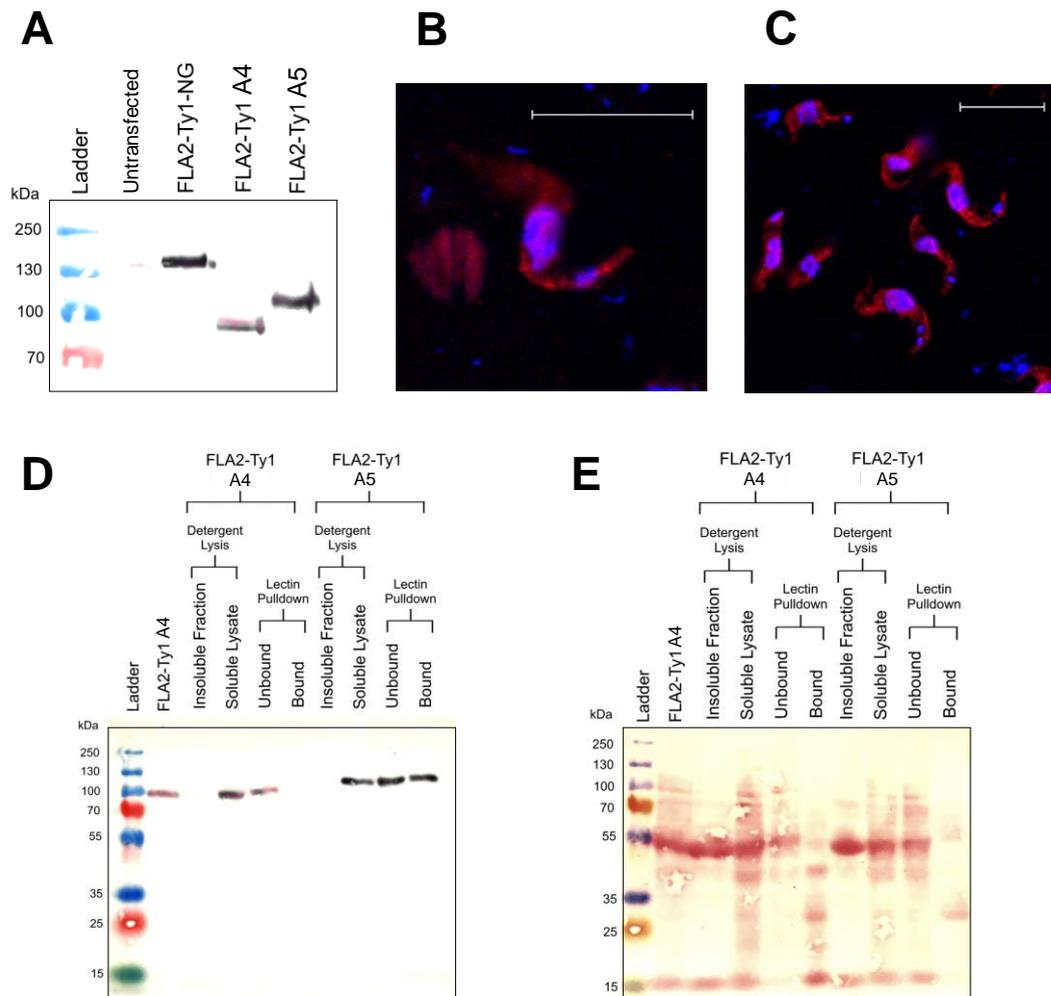 A
B
C
Ladder
Untransfected
FLA2-Ty1-NG
FLA2-Ty1 A4
FLA2-Ty1 A5
kDa
250
130
100
70
D
FLA2-Ty1
A4
FLA2-Ty1
A5
Detergent
Lysis
Detergent
Lysis
Lectin
Pulldown
Lectin
Pulldown
Ladder
FLA2-Ty1 A4
Insoluble Fraction
Soluble Lysate
Unbound
Bound
Insoluble Fraction
Soluble Lysate
Unbound
Bound
kDa
250
130
100
70
55
35
25
15
E
FLA2-Ty1
A4
FLA2-Ty1
A5
Detergent
Lysis
Detergent
Lysis
Lectin
Pulldown
Lectin
Pulldown
Ladder
FLA2-Ty1 A4
Insoluble Fraction
Soluble Lysate
Unbound
Bound
Insoluble Fraction
Soluble Lysate
Unbound
Bound
kDa
250
130
100
70
55
35
25
15